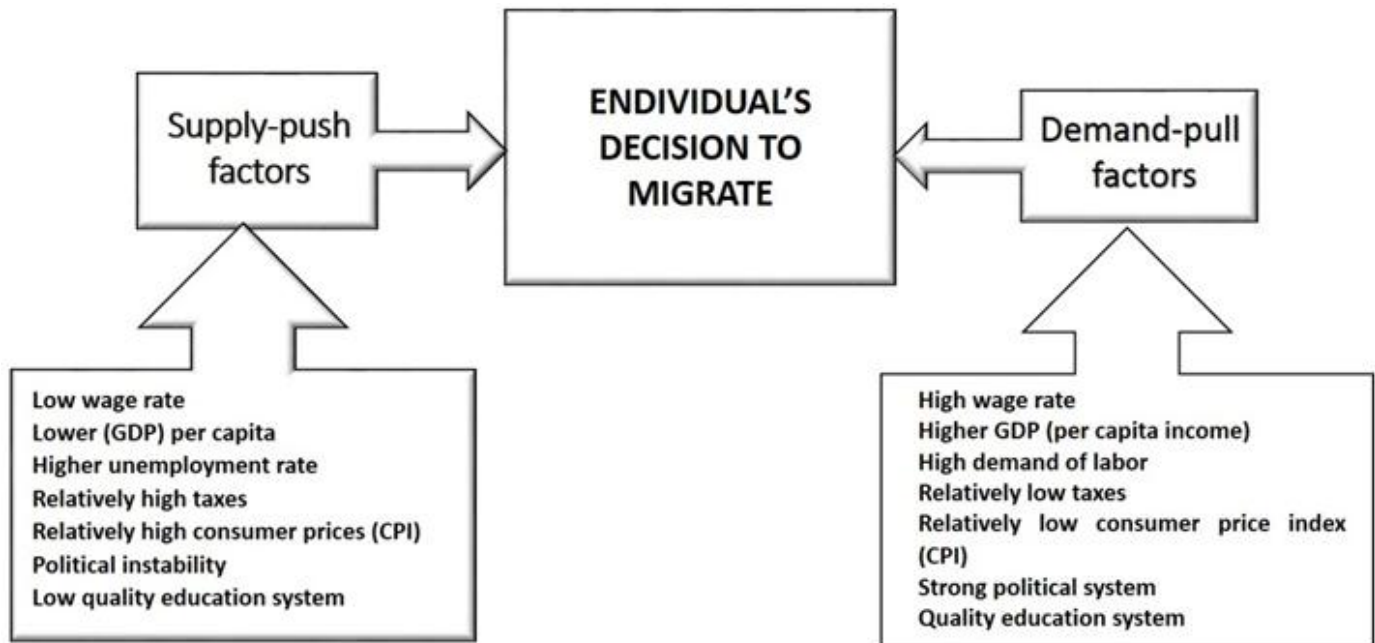 Supply-push
factors
ENDIVIDUAL'S
DECISION TO
MIGRATE
Demand-pull
factors
Low wage rate
Lower (GDP) per capita
Higher unemployment rate
Relatively high taxes
Relatively high consumer prices (CPI)
Political instability
Low quality education system
High wage rate
Higher GDP (per capita income)
High demand of labor
Relatively low taxes
Relatively low consumer price index
(CPI)
Strong political system
Quality education system